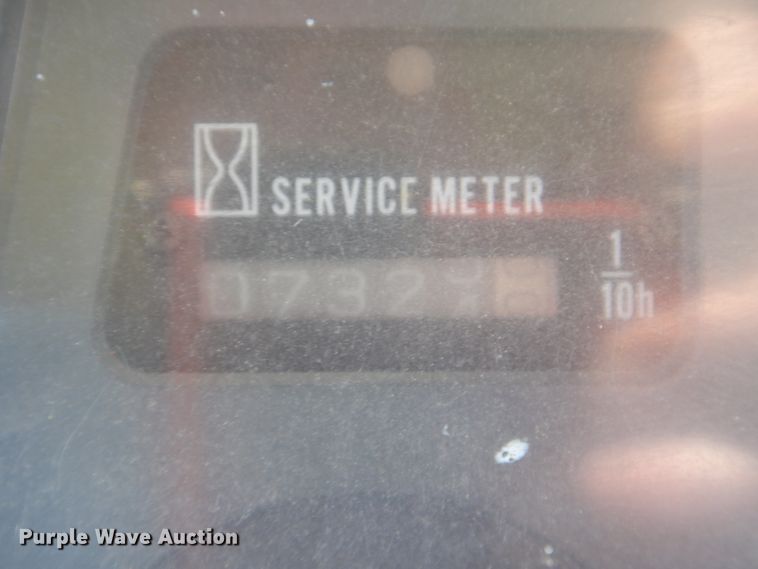 SERVICE METER
0732
1
10h
Purple Wave Auction